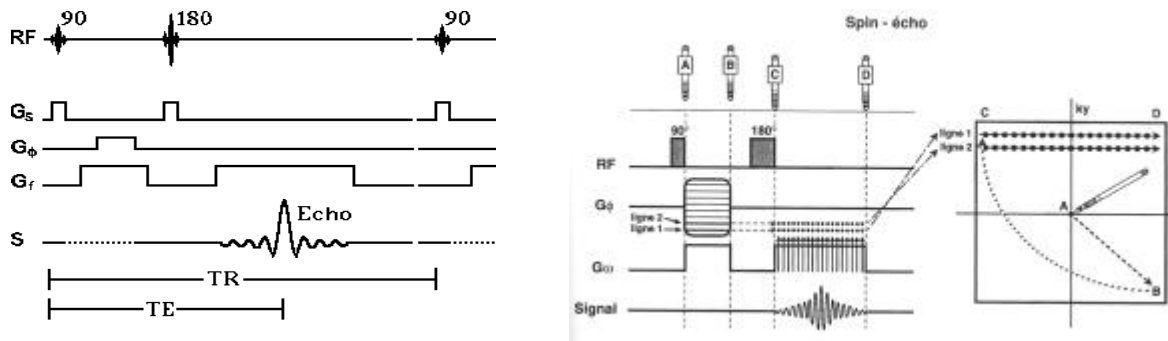 90
180
90
RF
Gs
Gϕ
Gf
Echo
S
TR
TE
Spin - écho
A
B
C
D
90°
180°
RF
Gϕ
ligne 2
ligne 1
Gω
Signal
C
ky
D
ligne 1
ligne 2
A
B